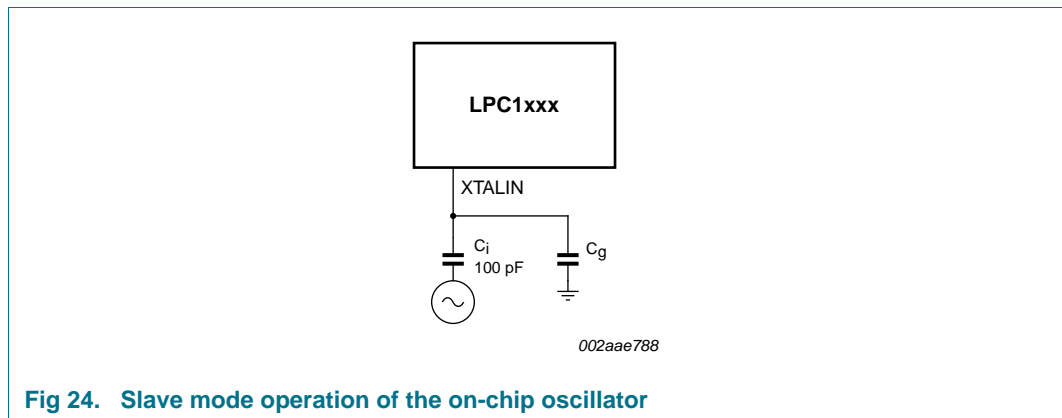 LPC1xxx
XTALIN
Ci
100 pF
Cg
002aae788
Fig 24. Slave mode operation of the on-chip oscillator